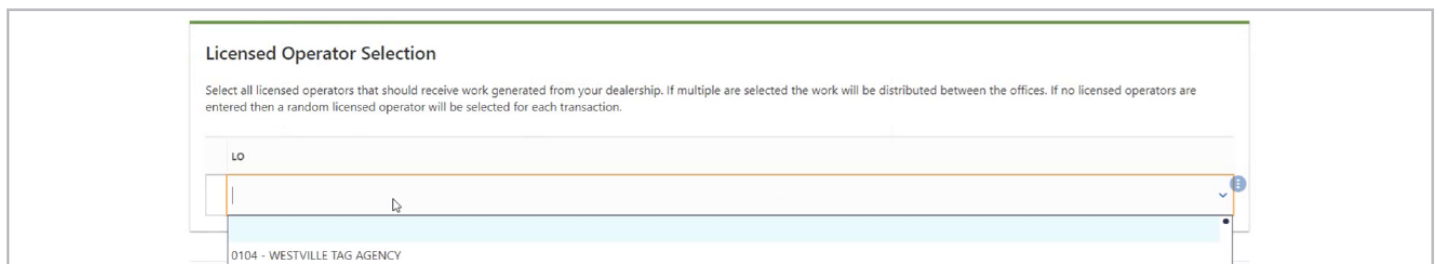 Licensed Operator Selection
Select all licensed operators that should receive work generated from your dealership. If multiple are selected the work will be distributed between the offices. If no licensed operators are
entered then a random licensed operator will be selected for each transaction.
LO
0104 - WESTVILLE TAG AGENCY